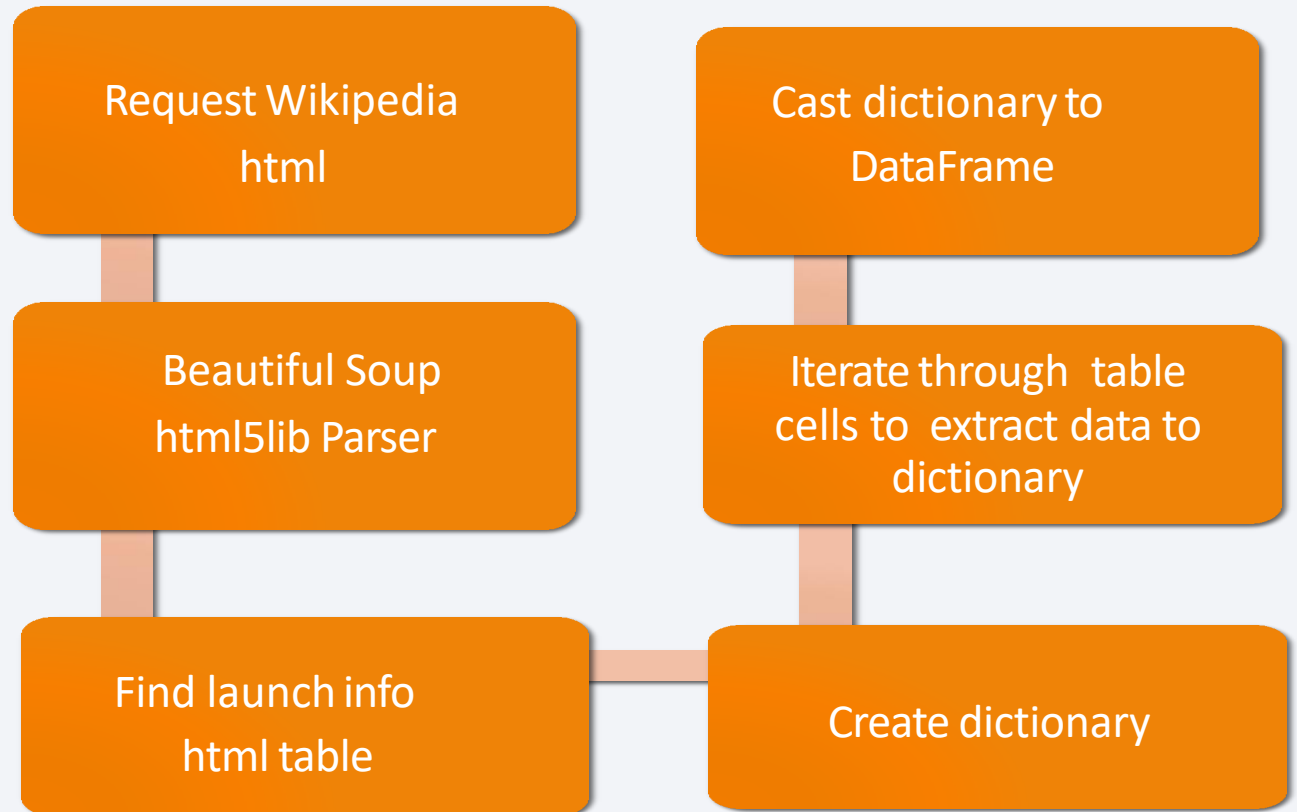 Request Wikipedia
html
Beautiful Soup
html5lib Parser
Find launch info
html table
Create dictionary
Iterate through table
cells to extract data to
dictionary
Cast dictionary to
DataFrame